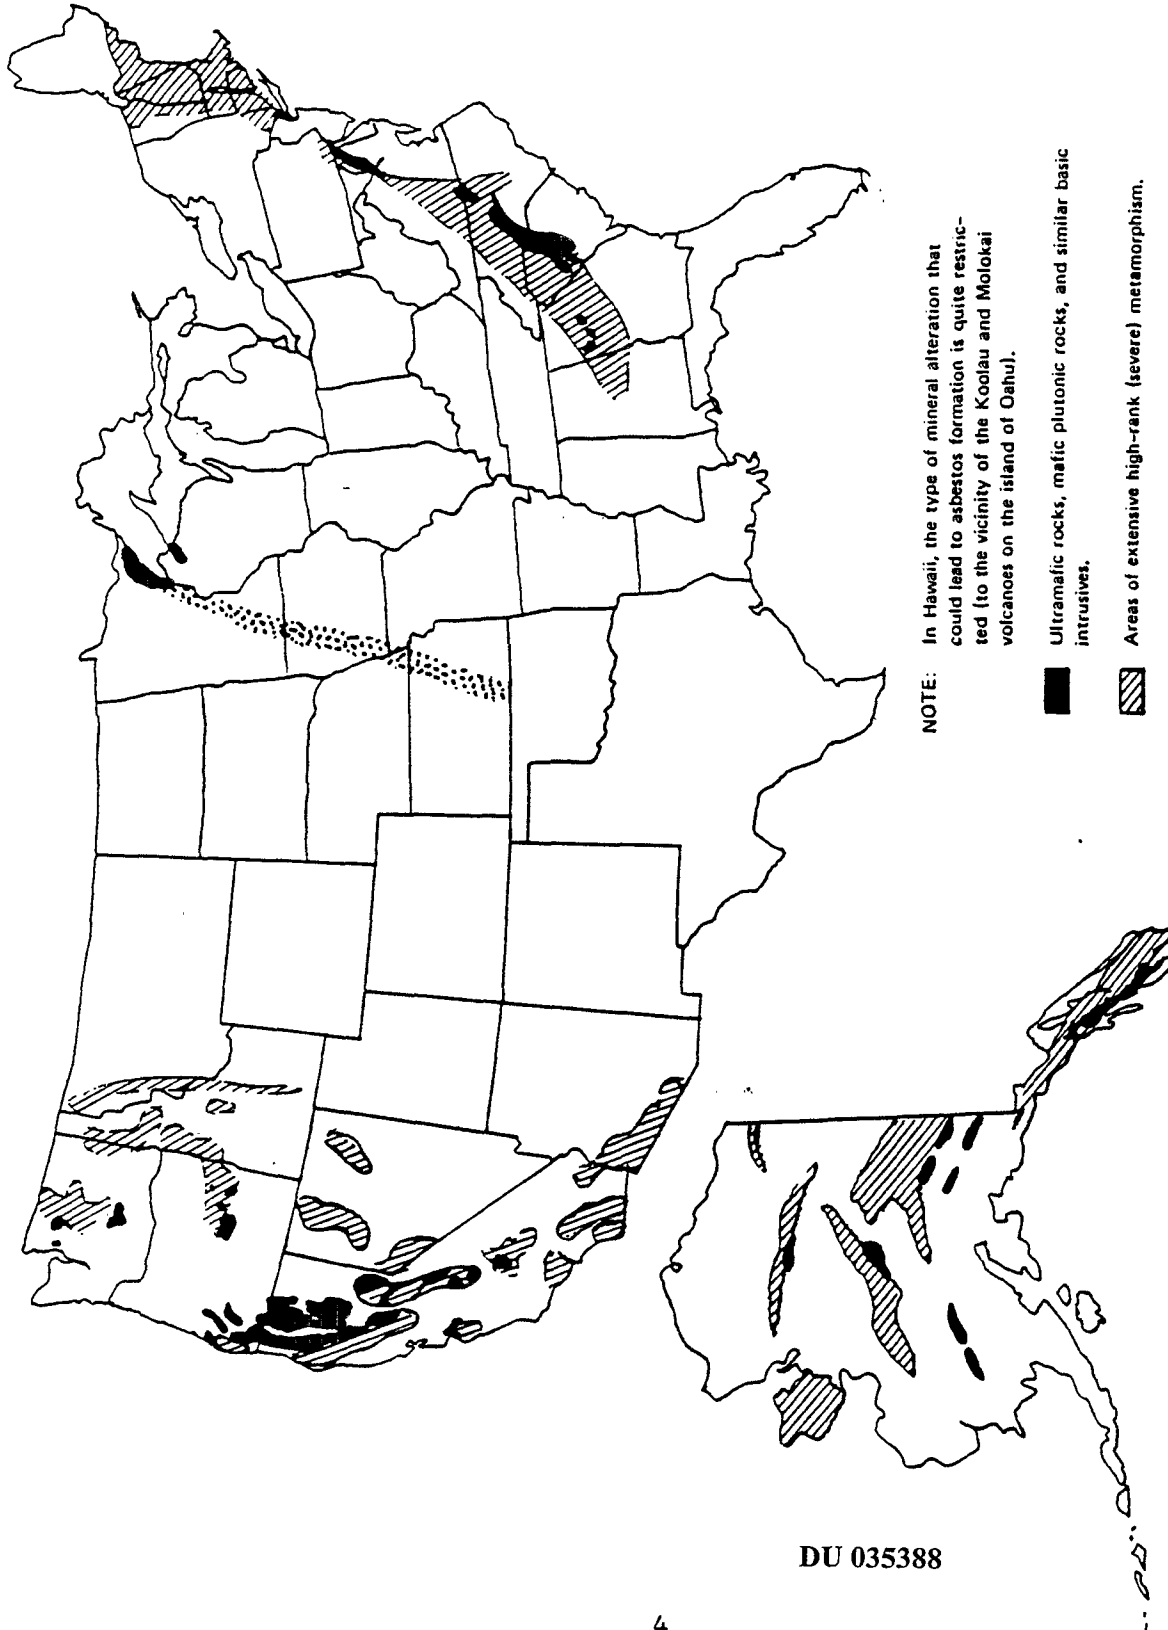 NOTE: In Hawaii, the type of mineral alteration that
could lead to asbestos formation is quite restric-
ted (to the vicinity of the Koolau and Molokai
volcanoes on the island of Oahu).
Ultramafic rocks, mafic plutonic rocks, and similar basic
intrusives.
Areas of extensive high-rank (severe) metamorphism.
DU 035388
4